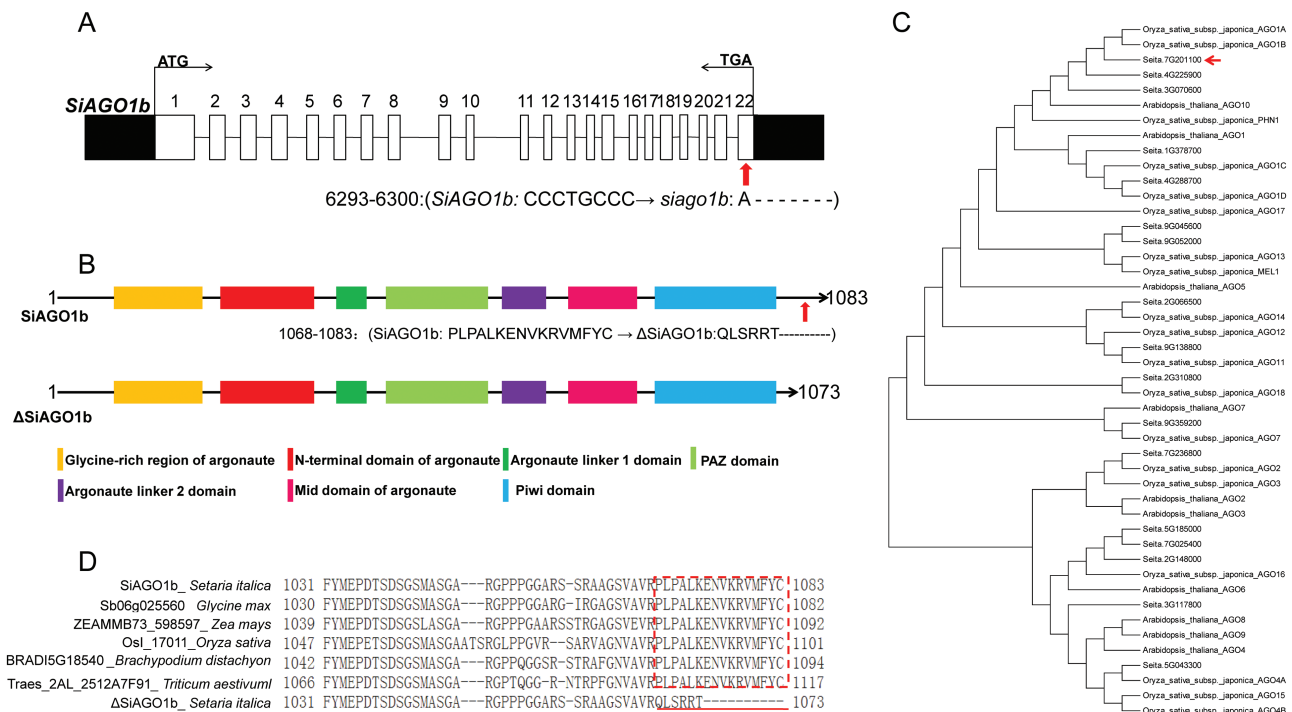 A
ATG
TGA
SiAGO1b
1 2 3 4 5 6 7 8 9 10 11 12 13 14 15 16 17 18 19 20 21 22
6293-6300:(SiAGO1b: CCCTGCCC→ siago1b: A - - - - - - -)
B
1
1083
SiAGO1b
1068-1083: (SiAGO1b: PLPALKENVKRVMFYC → ΔSiAGO1b:QLSRRT----------)
1
1073
ΔSiAGO1b
Glycine-rich region of argonaute
N-terminal domain of argonaute
Argonaute linker 1 domain
PAZ domain
Argonaute linker 2 domain
Mid domain of argonaute
Piwi domain
C
Oryza_sativa_subsp._japonica_AGO1A
Oryza_sativa_subsp._japonica_AGO1B
Seita.7G201100
Seita.4G225900
Seita.3G070600
Arabidopsis_thaliana_AGO10
Oryza_sativa_subsp._japonica_PHN1
Arabidopsis_thaliana_AGO1
Seita.1G378700
Oryza_sativa_subsp._japonica_AGO1C
Seita.4G288700
Oryza_sativa_subsp._japonica_AGO1D
Oryza_sativa_subsp._japonica_AGO17
Seita.9G045600
Seita.9G052000
Oryza_sativa_subsp._japonica_AGO13
Oryza_sativa_subsp._japonica_MEL1
Arabidopsis_thaliana_AGO5
Seita.2G066500
Oryza_sativa_subsp._japonica_AGO14
Oryza_sativa_subsp._japonica_AGO12
Seita.9G138800
Oryza_sativa_subsp._japonica_AGO11
Seita.2G310800
Oryza_sativa_subsp._japonica_AGO18
Arabidopsis_thaliana_AGO7
Seita.9G359200
Oryza_sativa_subsp._japonica_AGO7
Seita.7G236800
Oryza_sativa_subsp._japonica_AGO2
Oryza_sativa_subsp._japonica_AGO3
Arabidopsis_thaliana_AGO2
Arabidopsis_thaliana_AGO3
Seita.5G185000
Seita.7G025400
Seita.2G148000
Oryza_sativa_subsp._japonica_AGO16
Arabidopsis_thaliana_AGO6
Seita.3G117800
Arabidopsis_thaliana_AGO8
Arabidopsis_thaliana_AGO9
Arabidopsis_thaliana_AGO4
Seita.5G043300
Oryza_sativa_subsp._japonica_AGO4A
Oryza_sativa_subsp._japonica_AGO15
Oryza_sativa_subsp._japonica_AGO4B
D
SiAGO1b_ Setaria italica 1031 FYMEPDTSDSGSMASGA---RGPPPGGARS-SRAAGSVAVRPLPALKENVKRVMFYC 1083
Sb06g025560 Glycine max 1030 FYMEPDTSDSGSMASGA---RGPPPGGARG-IRGAGSVAVRPLPALKENVKRVMFYC 1082
ZEAMMB73_598597_ Zea mays 1039 FYMEPDTSDSGSLASGA---RGPPPGAARSSTRGAGSVEVRPLPALKENVKRVMFYC 1092
OsI_17011_Oryza sativa 1047 FYMEPDTSDSGSMASGAATSRGLPPGVR--SARVAGNVAVRPLPALKENVKRVMFYC 1101
BRADI5G18540_Brachypodium distachyon 1042 FYMEPDTSDSGSMASGA---RGPPQGGSR-STRAFGNVAVRPLPALKENVKRVMFYC 1094
Traes_2AL_2512A7F91_ Triticum aestivuml 1066 FYMEPDTSDSGSMASGA---RGPTQGG-R-NTRPFGNVAVRPLPALKENVKRVMFYC 1117
ΔSiAGO1b_ Setaria italica 1031 FYMEPDTSDSGSMASGA---RGPPPGGARS-SRAAGSVAVRQLSRRT---------- 1073